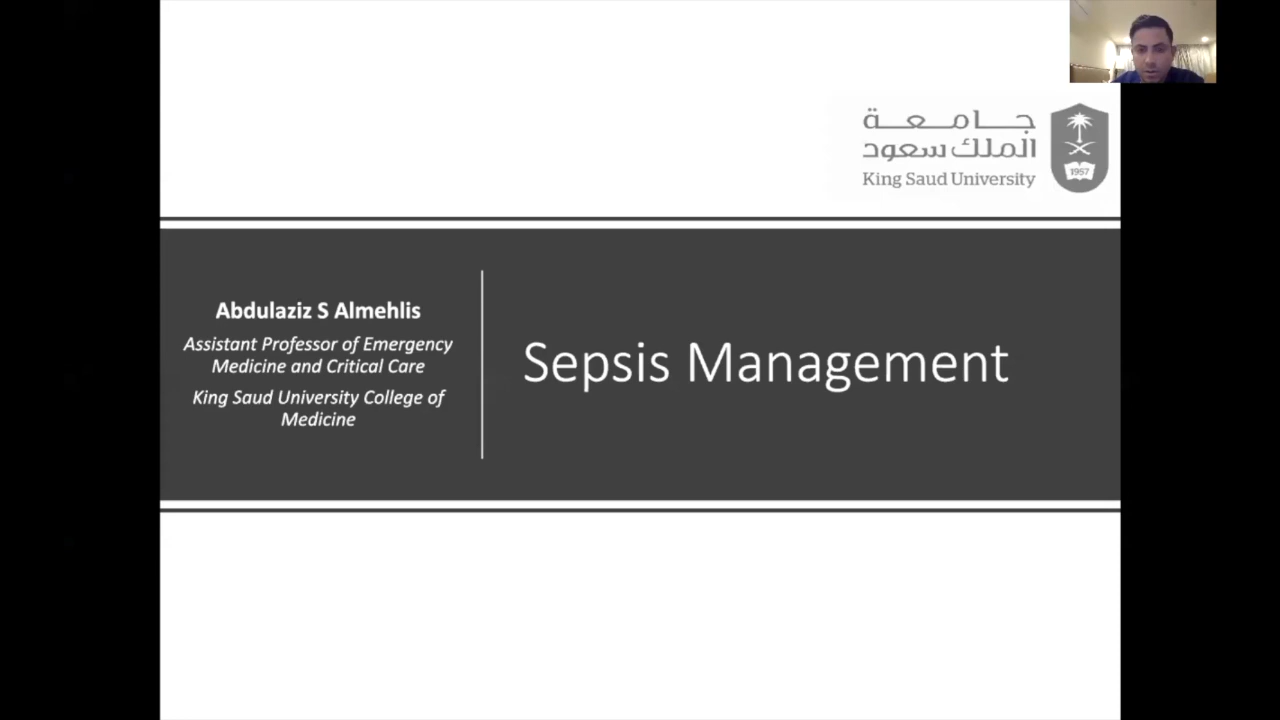 جامعة
الملك سعود
King Saud University
1957
Abdulaziz S Almehlis
Assistant Professor of Emergency
Medicine and Critical Care
King Saud University College of
Medicine
Sepsis Management